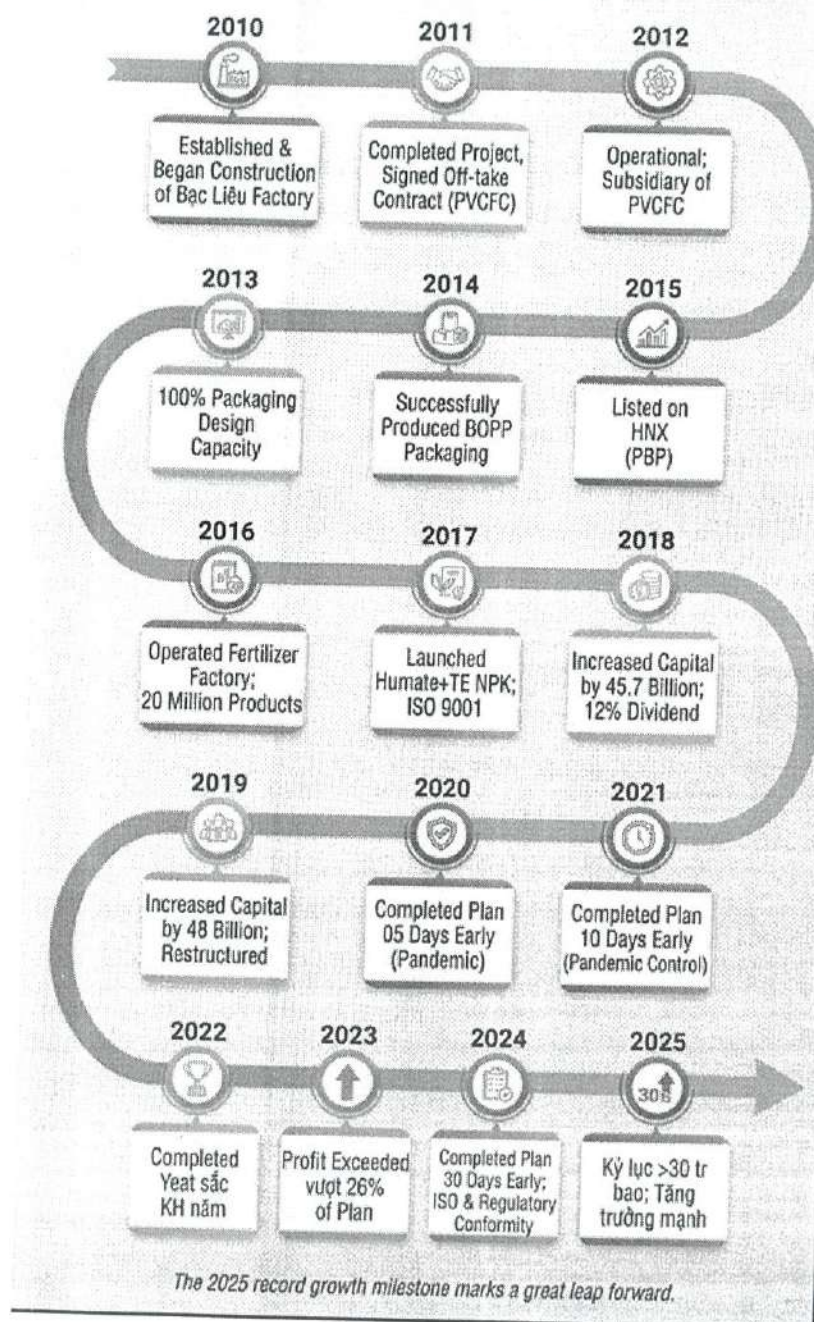 2010
2011
2012
Established &
Began Construction
of Bạc Liêu Factory
Completed Project,
Signed Off-take
Contract (PVCFC)
Operational;
Subsidiary of
PVCFC
2013
2014
2015
100% Packaging
Design
Capacity
Successfully
Produced BOPP
Packaging
Listed on
HNX
(PBP)
2016
2017
2018
Operated Fertilizer
Factory;
20 Million Products
Launched
Humate+TE NPK;
ISO 9001
Increased Capital
by 45.7 Billion;
12% Dividend
2019
2020
2021
Increased Capital
by 48 Billion;
Restructured
Completed Plan
05 Days Early
(Pandemic)
Completed Plan
10 Days Early
(Pandemic Control)
2022
2023
2024
2025
Completed
Yeat sắc
KH năm
Profit Exceeded
vượt 26%
of Plan
Completed Plan
30 Days Early;
ISO & Regulatory
Conformity
Kỷ lục >30 tr
bao; Tăng
trưởng mạnh
The 2025 record growth milestone marks a great leap forward.